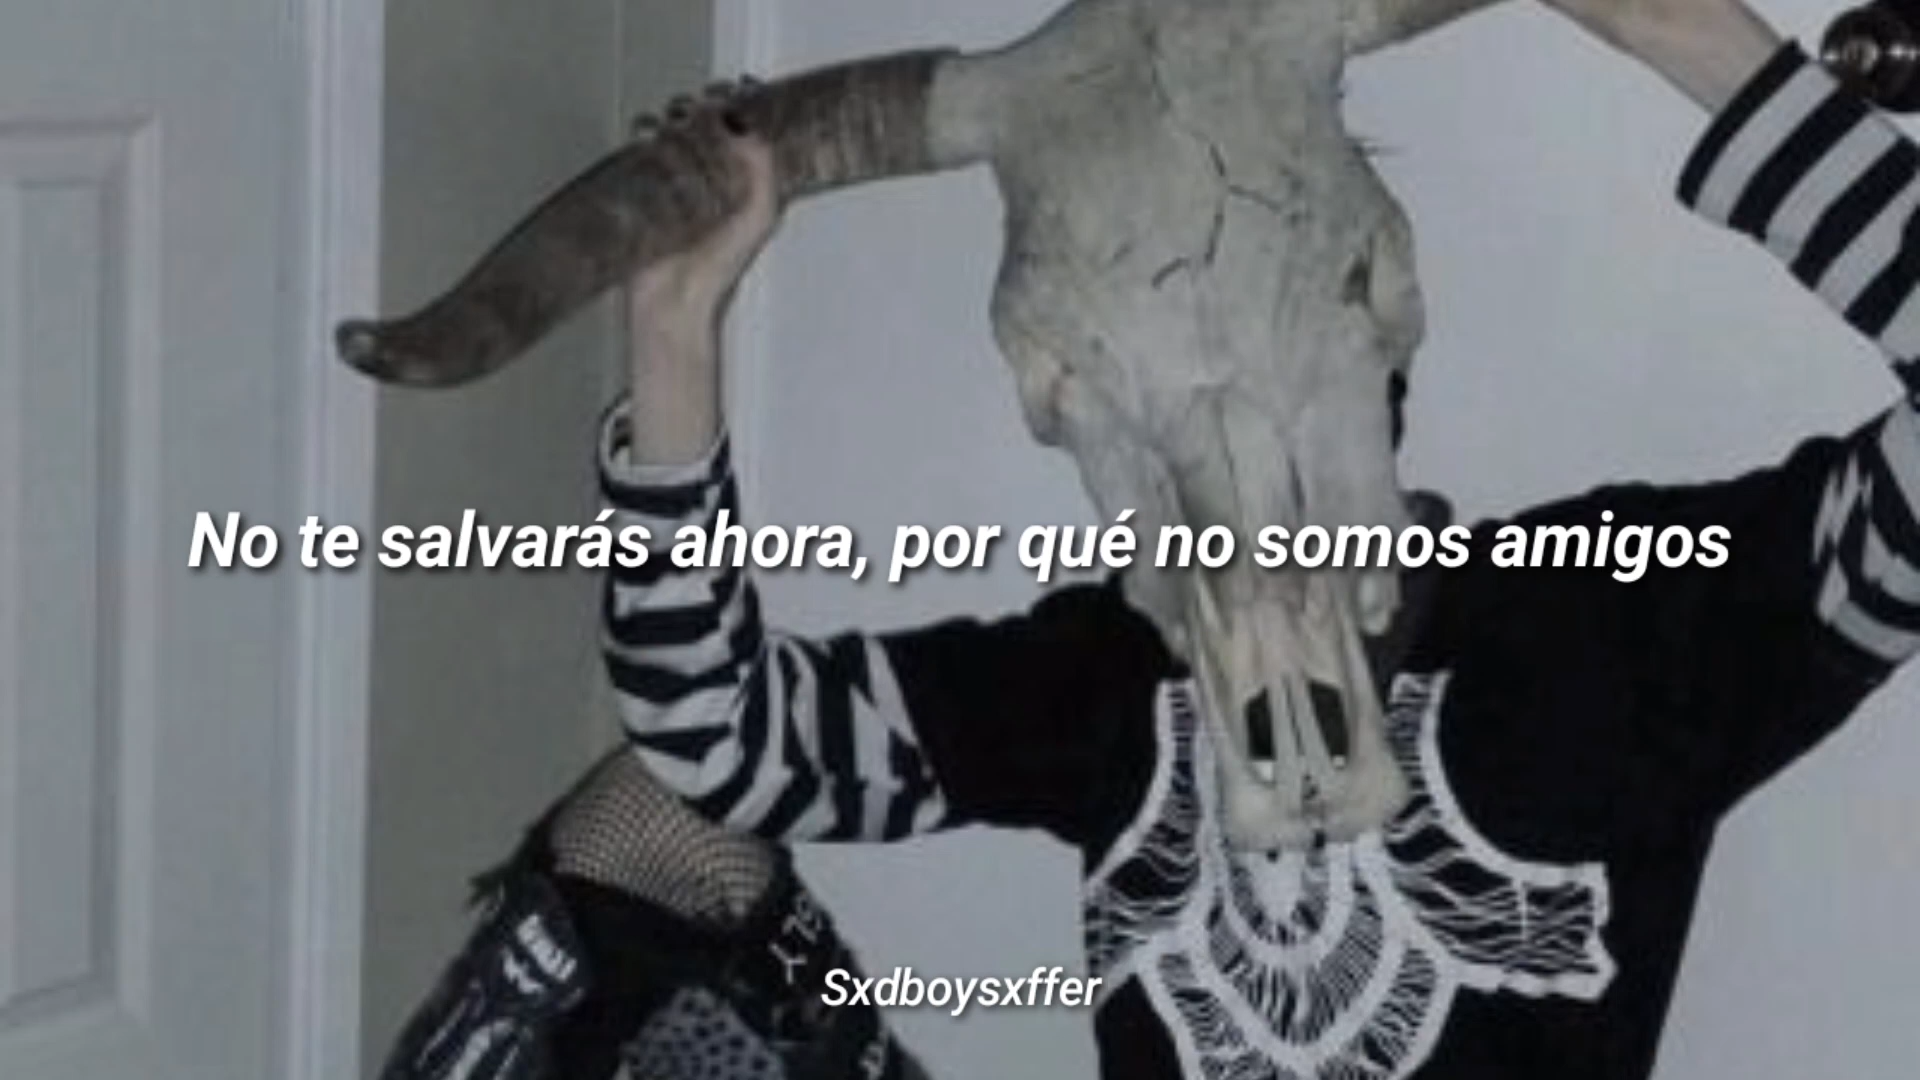 No te salvarás ahora, por qué no somos amigos
Sxdboysxffer